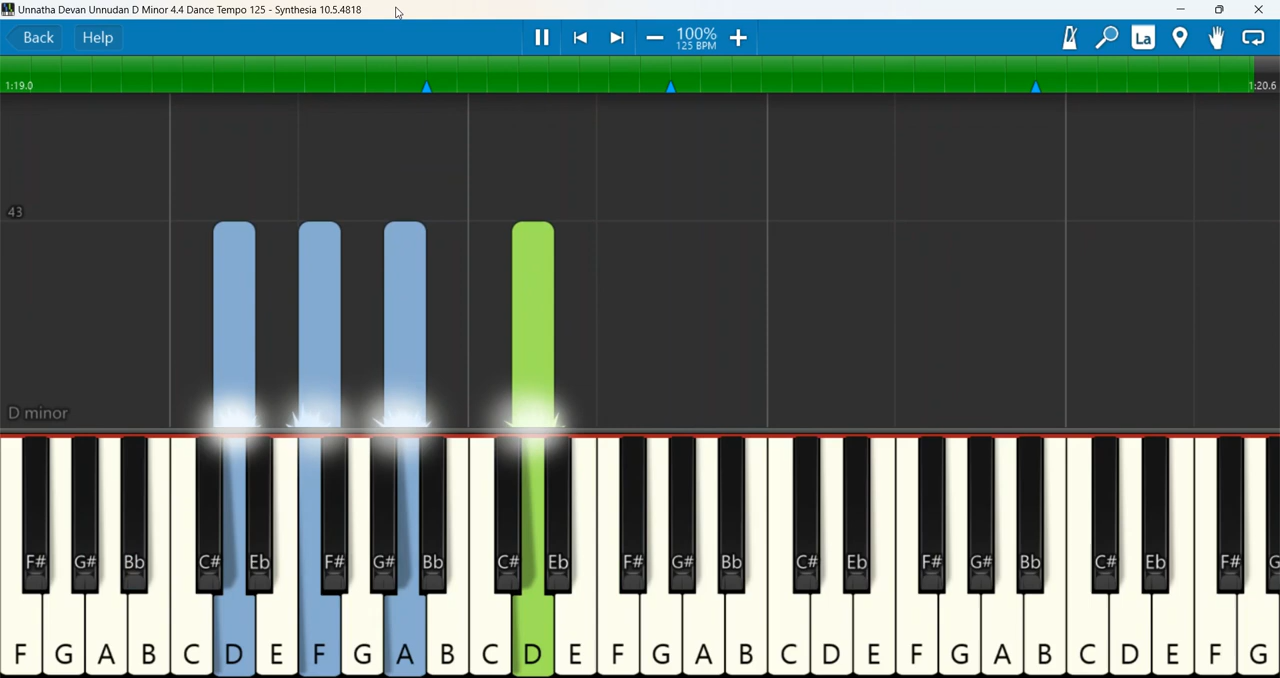 Unnatha Devan Unnudan D Minor 4.4 Dance Tempo 125 - Synthesia 10.5.4818
Back Help 100% La
125 BPM
1:19.0 1:20.6
43
D minor
F# G# Bb C# Eb F# G# Bb C# Eb F# G# Bb C# Eb F# G# Bb C# Eb F# G
F G A B C D E F G A B C D E F G A B C D E F G A B C D E F G